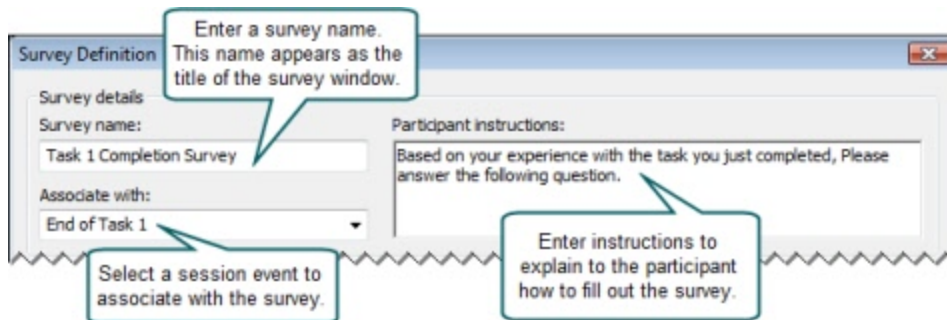 Enter a survey name.
This name appears as the
title of the survey window.
Survey Definition
Survey details
Survey name:
Participant instructions:
Task 1 Completion Survey
Based on your experience with the task you just completed, Please
answer the following question.
Associate with:
End of Task 1
Select a session event to
associate with the survey.
Enter instructions to
explain to the participant
how to fill out the survey.